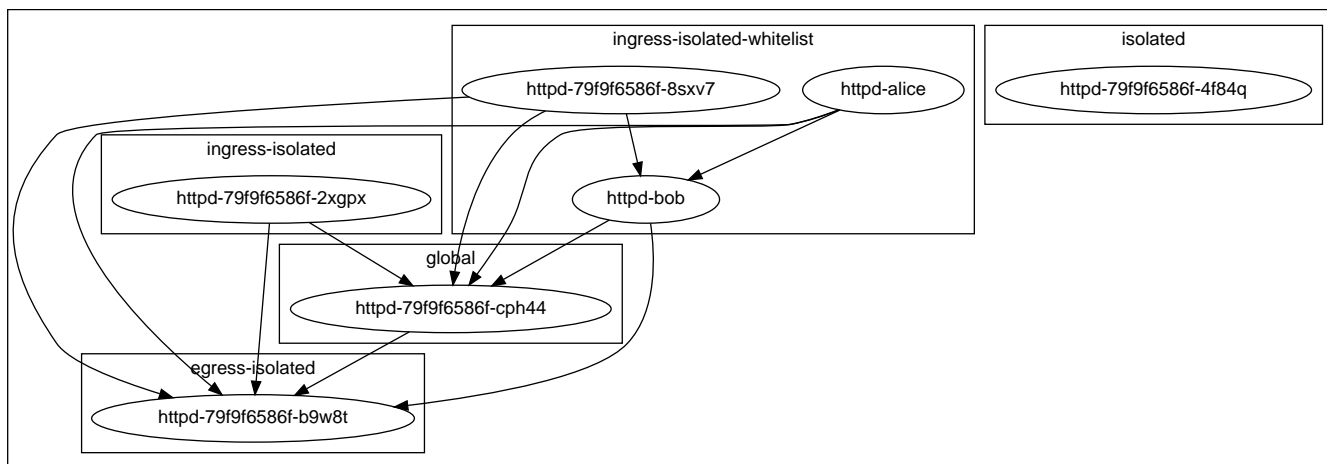 ingress-isolated-whitelist
isolated
httpd-79f9f6586f-8sxv7
httpd-alice
httpd-79f9f6586f-4f84q
ingress-isolated
httpd-79f9f6586f-2xgpx
httpd-bob
global
httpd-79f9f6586f-cph44
egress-isolated
httpd-79f9f6586f-b9w8t